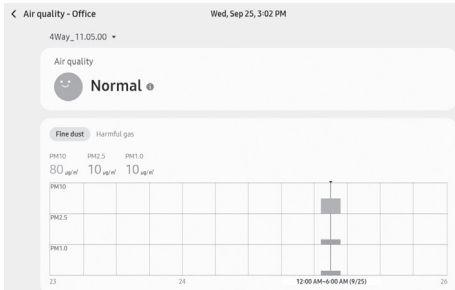 Air quality - Office
Wed, Sep 25, 3:02 PM
4Way_11.05.00
Air quality
Normal
Fine dust Harmful gas
PM10 PM2.5 PM1.0
80 µg/㎥ 10 µg/㎥ 10 µg/㎥
PM10
PM2.5
PM1.0
23 24 12:00 AM~6:00 AM (9/25) 26